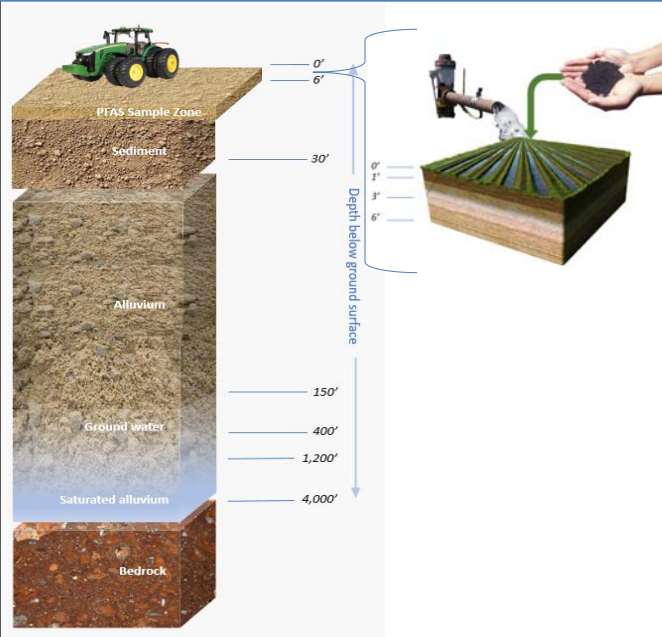 0’
6’
PFAS Sample Zone
Sediment
30’
Alluvium
150’
Ground water
400’
1,200’
Saturated alluvium
4,000’
Bedrock
Depth below ground surface
0’
1’
3’
6’